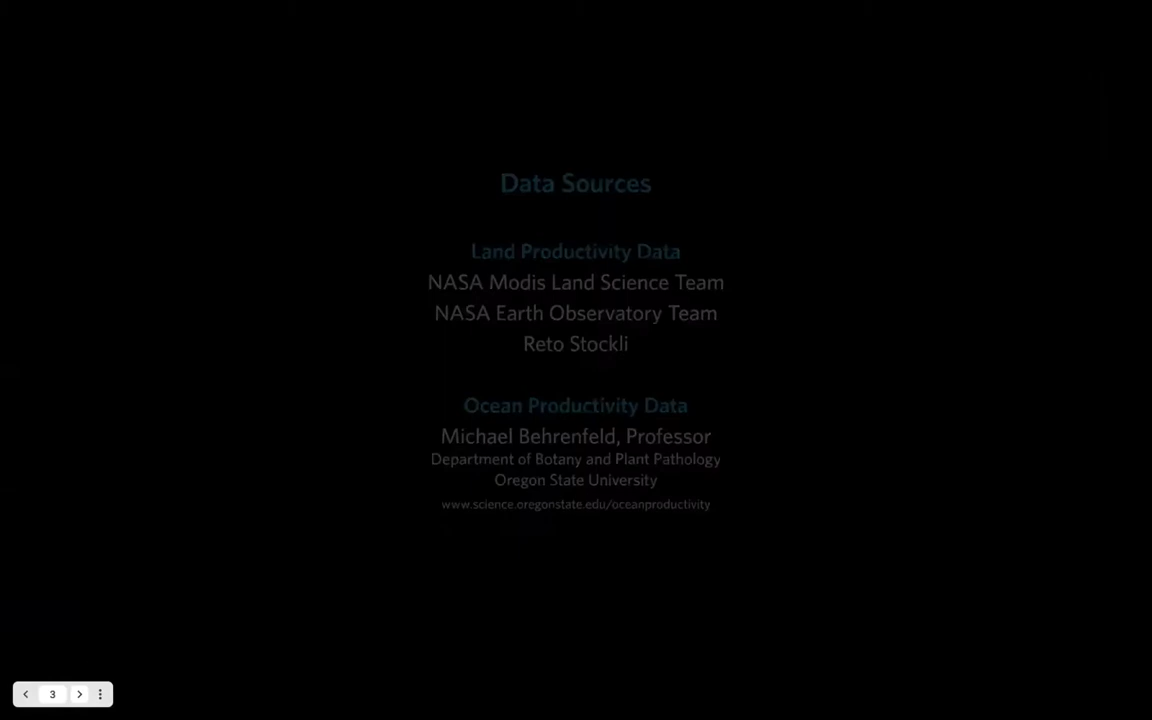 Data Sources
Land Productivity Data
NASA Modis Land Science Team
NASA Earth Observatory Team
Reto Stockli
Ocean Productivity Data
Michael Behrenfeld, Professor
Department of Botany and Plant Pathology
Oregon State University
www.science.oregonstate.edu/oceanproductivity
3